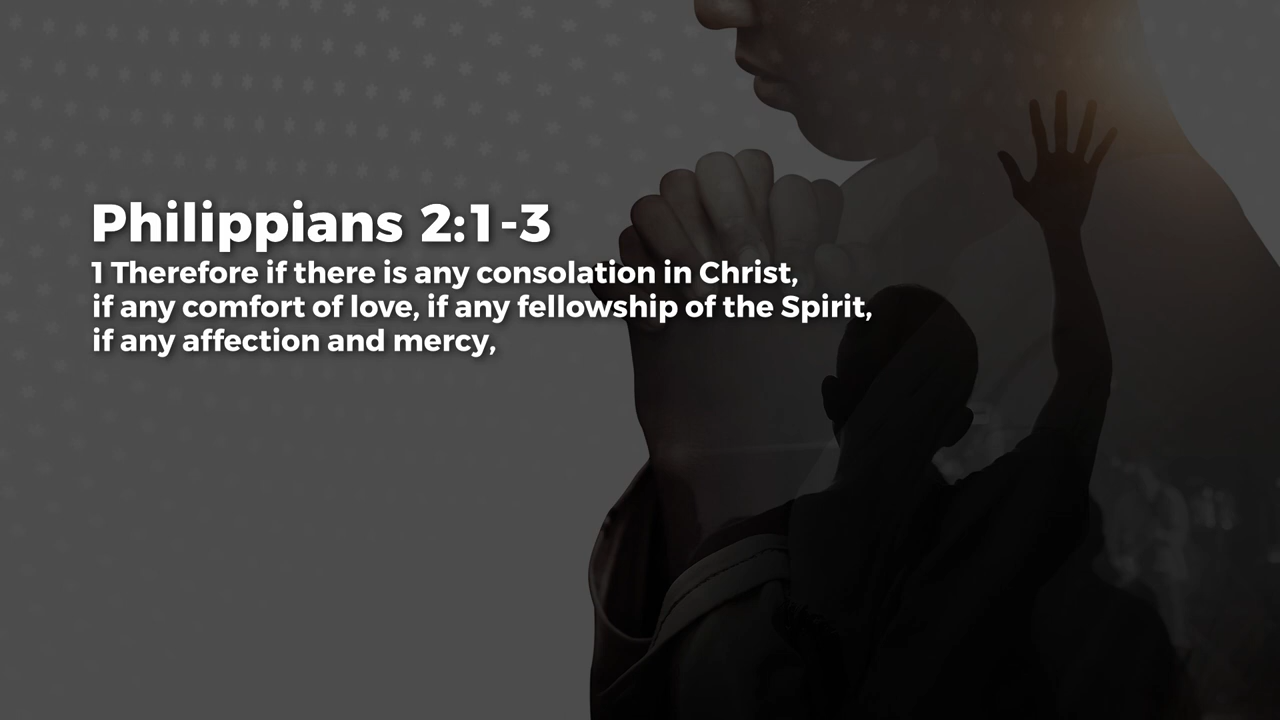 Philippians 2:1-3
1 Therefore if there is any consolation in Christ,
if any comfort of love, if any fellowship of the Spirit,
if any affection and mercy,